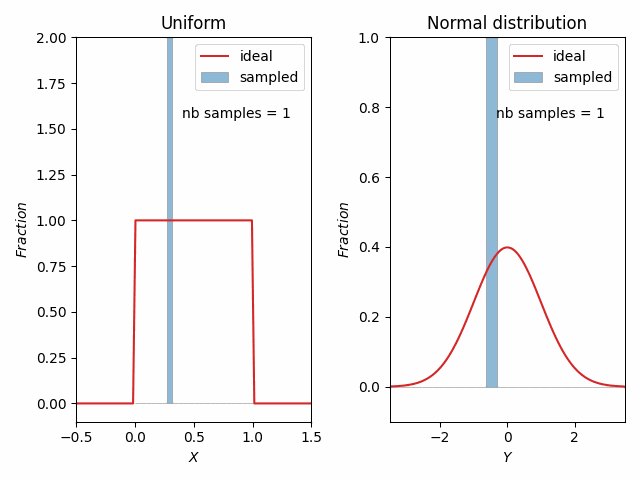 Uniform
2.00
1.75
1.50
1.25
1.00
0.75
0.50
0.25
0.00
Fraction
−0.5 0.0 0.5 1.0 1.5
X
ideal
sampled
nb samples = 1
Normal distribution
1.0
0.8
0.6
0.4
0.2
0.0
Fraction
−2 0 2
Y
ideal
sampled
nb samples = 1